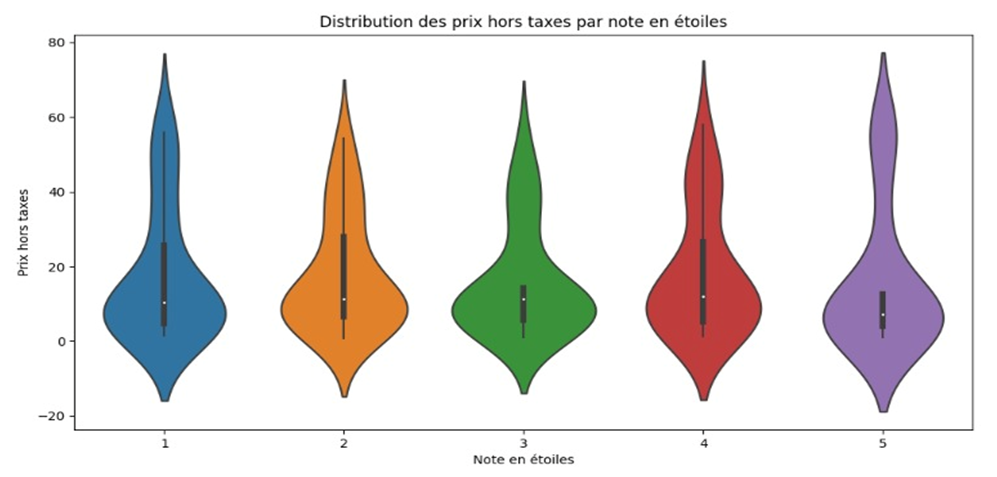 Distribution des prix hors taxes par note en étoiles
Prix hors taxes
80
60
40
20
0
−20
1 2 3 4 5
Note en étoiles